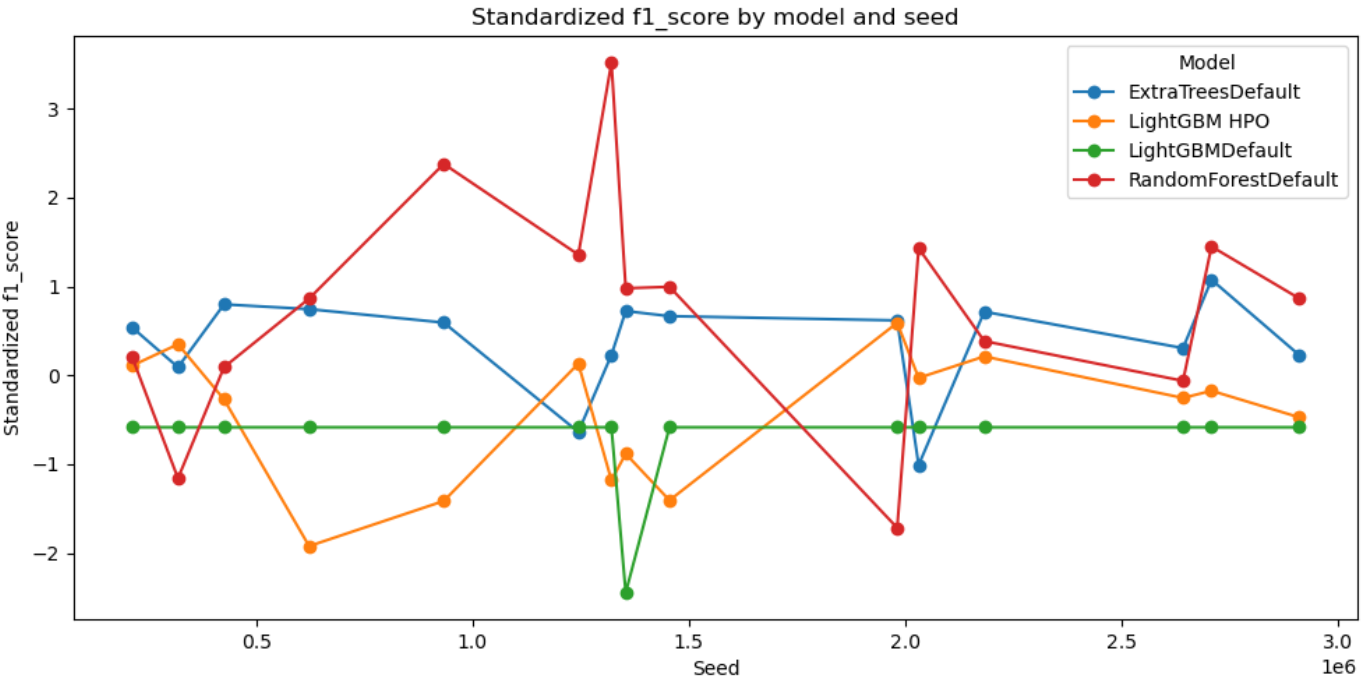 Standardized f1_score by model and seed
Standardized f1_score
3
2
1
0
−1
−2
Model
ExtraTreesDefault
LightGBM HPO
LightGBMDefault
RandomForestDefault
0.5 1.0 1.5 2.0 2.5 3.0
1e6
Seed